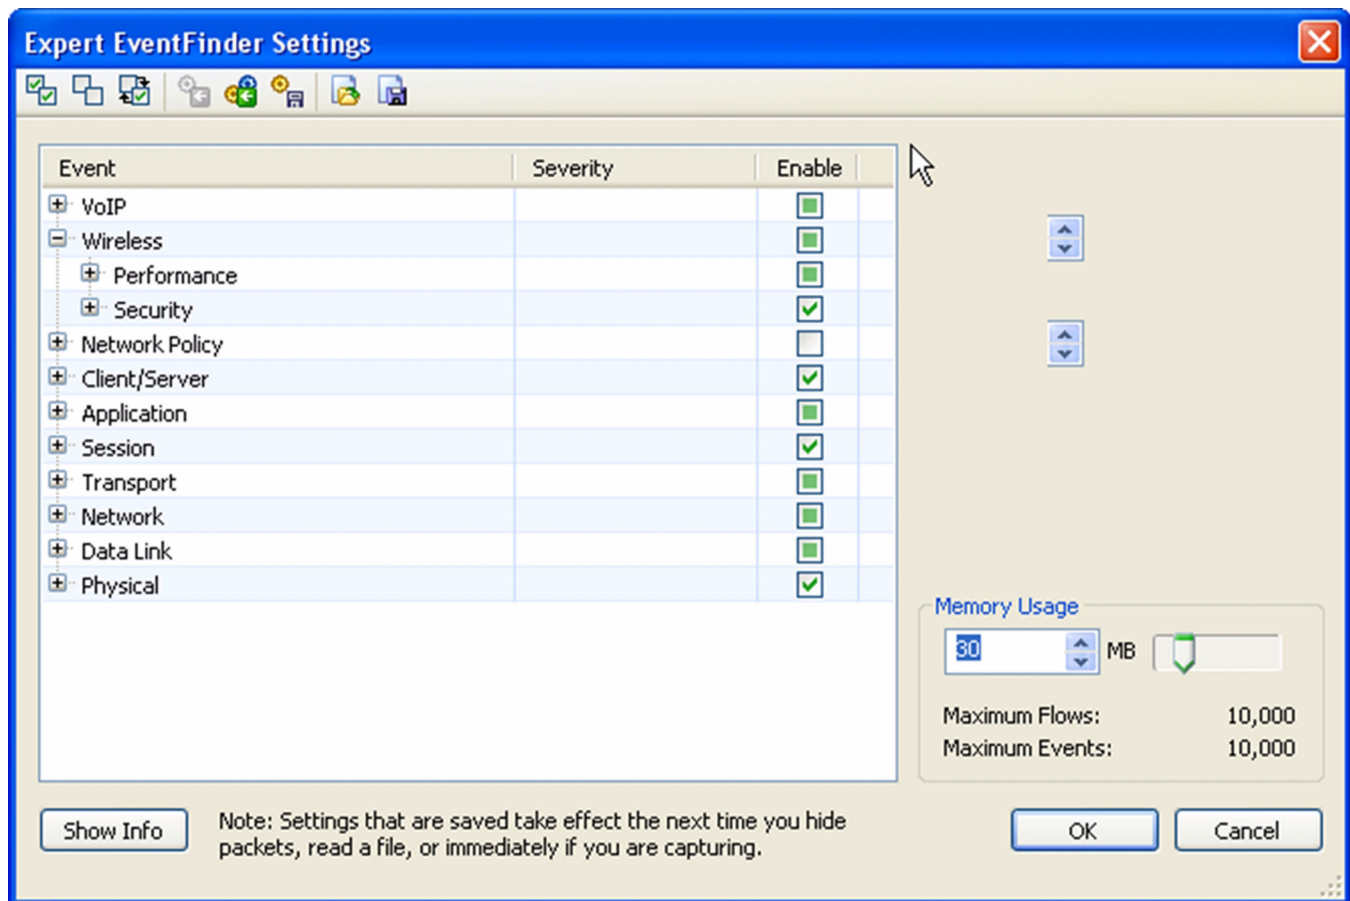 Expert EventFinder Settings
Event Severity Enable
VoIP
Wireless
Performance
Security
Network Policy
Client/Server
Application
Session
Transport
Network
Data Link
Physical
Memory Usage
30 MB
Maximum Flows: 10,000
Maximum Events: 10,000
Show Info
Note: Settings that are saved take effect the next time you hide
packets, read a file, or immediately if you are capturing.
OK
Cancel